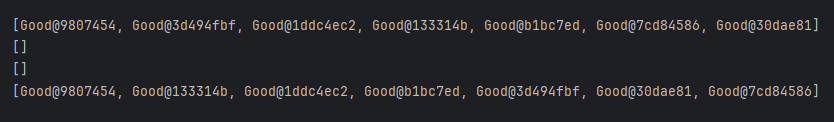 [Good@9807454, Good@3d494fbf, Good@1ddc4ec2, Good@133314b, Good@b1bc7ed, Good@7cd84586, Good@30dae81]
[]
[]
[Good@9807454, Good@133314b, Good@1ddc4ec2, Good@b1bc7ed, Good@3d494fbf, Good@30dae81, Good@7cd84586]